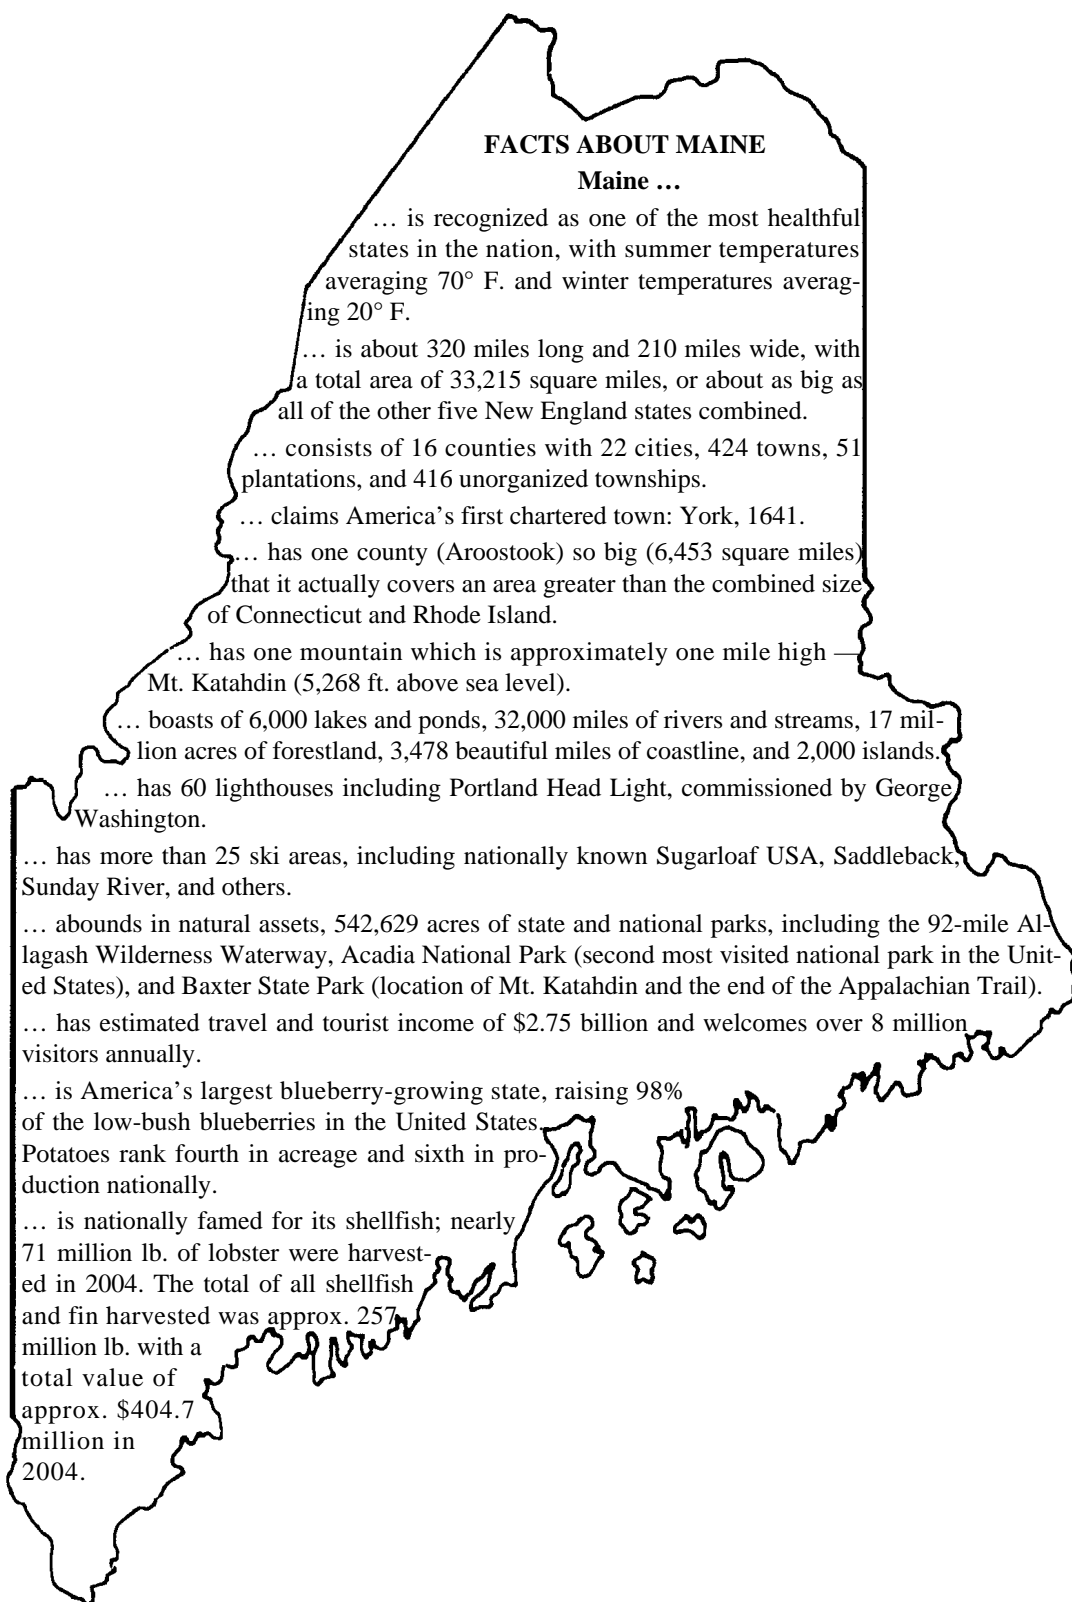 FACTS ABOUT MAINE
Maine …
… is recognized as one of the most healthful
states in the nation, with summer temperatures
averaging 70° F. and winter temperatures averag-
ing 20° F.
… is about 320 miles long and 210 miles wide, with
a total area of 33,215 square miles, or about as big as
all of the other five New England states combined.
… consists of 16 counties with 22 cities, 424 towns, 51
plantations, and 416 unorganized townships.
… claims America’s first chartered town: York, 1641.
… has one county (Aroostook) so big (6,453 square miles)
that it actually covers an area greater than the combined size
of Connecticut and Rhode Island.
… has one mountain which is approximately one mile high —
Mt. Katahdin (5,268 ft. above sea level).
… boasts of 6,000 lakes and ponds, 32,000 miles of rivers and streams, 17 mil-
lion acres of forestland, 3,478 beautiful miles of coastline, and 2,000 islands.
… has 60 lighthouses including Portland Head Light, commissioned by George
Washington.
… has more than 25 ski areas, including nationally known Sugarloaf USA, Saddleback,
Sunday River, and others.
… abounds in natural assets, 542,629 acres of state and national parks, including the 92-mile Al-
lagash Wilderness Waterway, Acadia National Park (second most visited national park in the Unit-
ed States), and Baxter State Park (location of Mt. Katahdin and the end of the Appalachian Trail).
… has estimated travel and tourist income of $2.75 billion and welcomes over 8 million
visitors annually.
… is America’s largest blueberry-growing state, raising 98%
of the low-bush blueberries in the United States.
Potatoes rank fourth in acreage and sixth in pro-
duction nationally.
… is nationally famed for its shellfish; nearly
71 million lb. of lobster were harvest-
ed in 2004. The total of all shellfish
and fin harvested was approx. 257
million lb. with a
total value of
approx. $404.7
million in
2004.